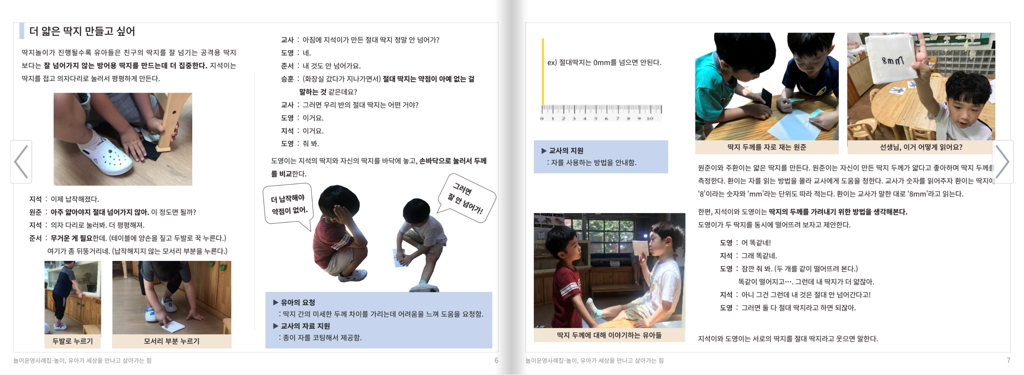 더 얇은 딱지 만들고 싶어
딱지놀이가 진행될수록 유아들은 친구의 딱지를 잘 넘기는 공격용 딱지
보다는 잘 넘어가지 않는 방어용 딱지를 만드는데 더 집중한다. 지석이는
딱지를 접고 의자다리로 눌러서 평평하게 만든다.
지석 : 이제 납작해졌다.
원준 : 아주 얇아야지 절대 넘어가지 않아. 이 정도면 될까?
지석 : 의자 다리로 눌러봐. 더 평평해져.
준서 : 무거운 게 필요한데. (테이블에 양손을 짚고 두발로 꾹 누른다.)
여기가 좀 뒤뚱거리네. (납작해지지 않는 모서리 부분을 누른다.)
두발로 누르기
모서리 부분 누르기
놀이운영사례집-놀이, 유아가 세상을 만나고 살아가는 힘
교사 : 아침에 지석이가 만든 절대 딱지 정말 안 넘어가?
도영 : 네.
준서 : 내 것도 안 넘어가요.
승훈 : (화장실 갔다가 지나가면서) 절대 딱지는 약점이 아예 없는 걸
말하는 것 같은데요?
교사 : 그러면 우리 반의 절대 딱지는 어떤 거야?
도영 : 이거요.
지석 : 이거요.
도영 : 줘 봐.
도영이는 지석의 딱지와 자신의 딱지를 바닥에 놓고, 손바닥으로 눌러서 두께
를 비교한다.
더 납작해야
약점이 없어.
그러면
잘 안 넘어가!
▶ 유아의 요청
: 딱지 간의 미세한 두께 차이를 가리는데 어려움을 느껴 도움을 요청함.
▶ 교사의 자료 지원
: 종이 자를 코팅해서 제공함.
6
ex) 절대딱지는 0mm를 넘으면 안된다.
0 1 2 3 4 5 6 7 8 9 10
▶ 교사의 지원
: 자를 사용하는 방법을 안내함.
딱지 두께에 대해 이야기하는 유아들
놀이운영사례집-놀이, 유아가 세상을 만나고 살아가는 힘
8mm
딱지 두께를 자로 재는 원준
선생님, 이거 어떻게 읽어요?
원준이와 주환이는 얇은 딱지를 만든다. 원준이는 자신이 만든 딱지 두께가 얇다고 좋아하며 딱지 두께를
측정한다. 환이는 자를 읽는 방법을 몰라 교사에게 도움을 청한다. 교사가 숫자를 읽어주자 환이는 딱지에
‘8’이라는 숫자와 ‘mm’라는 단위도 따라 적는다. 환이는 교사가 말한 대로 ‘8mm’라고 읽는다.
한편, 지석이와 도영이는 딱지의 두께를 가려내기 위한 방법을 생각해본다.
도영이가 두 딱지를 동시에 떨어뜨려 보자고 제안한다.
도영 : 어 똑같네!
지석 : 그래 똑같네.
도영 : 잠깐 줘 봐. (두 개를 같이 떨어뜨려 본다.)
똑같이 떨어지고…. 그런데 내 딱지가 더 얇잖아.
지석 : 아니 그건 그런데 내 것은 절대 안 넘어간다고!
도영 : 그러면 둘 다 절대 딱지라고 하면 되잖아.
지석이와 도영이는 서로의 딱지를 절대 딱지라고 웃으면 말한다.
7